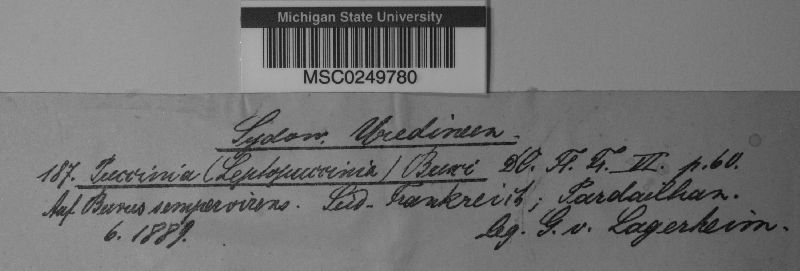 Michigan State University
MSC0249780
Sydow. Uredineen.
187. Puccinia (Leptopuccinia) Buxi DC. Fl. Fr. VI. p. 60.
Auf Buxus sempervirens. Süd-Frankreich; Pardailhan.
6. 1889. leg. G. v. Lagerheim.